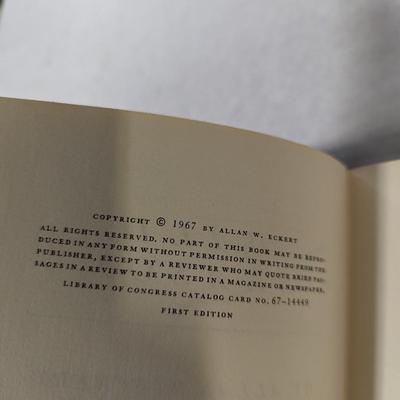 COPYRIGHT © 1967 BY ALLAN W. ECKERT
ALL RIGHTS RESERVED. NO PART OF THIS BOOK MAY BE REPRO-
DUCED IN ANY FORM WITHOUT PERMISSION IN WRITING FROM THE
PUBLISHER, EXCEPT BY A REVIEWER WHO MAY QUOTE BRIEF PAS-
SAGES IN A REVIEW TO BE PRINTED IN A MAGAZINE OR NEWSPAPER.
LIBRARY OF CONGRESS CATALOG CARD NO. 67-14449
FIRST EDITION